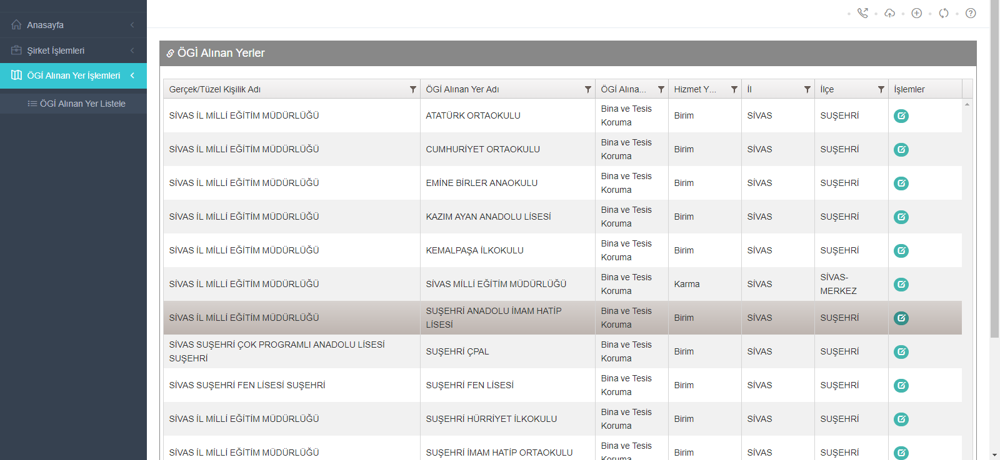 Anasayfa
Şirket İşlemleri
ÖGİ Alınan Yer İşlemleri
ÖGİ Alınan Yer Listele
ÖGİ Alınan Yerler
Gerçek/Tüzel Kişilik Adı ÖGİ Alınan Yer Adı ÖGİ Alına... Hizmet Y... İl İlçe İşlemler
SİVAS İL MİLLİ EĞİTİM MÜDÜRLÜĞÜ ATATÜRK ORTAOKULU Bina ve Tesis Koruma Birim SİVAS SUŞEHRİ
SİVAS İL MİLLİ EĞİTİM MÜDÜRLÜĞÜ CUMHURİYET ORTAOKULU Bina ve Tesis Koruma Birim SİVAS SUŞEHRİ
SİVAS İL MİLLİ EĞİTİM MÜDÜRLÜĞÜ EMİNE BİRLER ANAOKULU Bina ve Tesis Koruma Birim SİVAS SUŞEHRİ
SİVAS İL MİLLİ EĞİTİM MÜDÜRLÜĞÜ KAZIM AYAN ANADOLU LİSESİ Bina ve Tesis Koruma Birim SİVAS SUŞEHRİ
SİVAS İL MİLLİ EĞİTİM MÜDÜRLÜĞÜ KEMALPAŞA İLKOKULU Bina ve Tesis Koruma Birim SİVAS SUŞEHRİ
SİVAS İL MİLLİ EĞİTİM MÜDÜRLÜĞÜ SİVAS MİLLİ EĞİTİM MÜDÜRLÜĞÜ Bina ve Tesis Koruma Karma SİVAS SİVAS-MERKEZ
SİVAS İL MİLLİ EĞİTİM MÜDÜRLÜĞÜ SUŞEHRİ ANADOLU İMAM HATİP LİSESİ Bina ve Tesis Koruma Birim SİVAS SUŞEHRİ
SİVAS SUŞEHRİ ÇOK PROGRAMLI ANADOLU LİSESİ SUŞEHRİ SUŞEHRİ ÇPAL Bina ve Tesis Koruma Birim SİVAS SUŞEHRİ
SİVAS SUŞEHRİ FEN LİSESİ SUŞEHRİ SUŞEHRİ FEN LİSESİ Bina ve Tesis Koruma Birim SİVAS SUŞEHRİ
SİVAS İL MİLLİ EĞİTİM MÜDÜRLÜĞÜ SUŞEHRİ HÜRRİYET İLKOKULU Bina ve Tesis Koruma Birim SİVAS SUŞEHRİ
SİVAS İL MİLLİ EĞİTİM MÜDÜRLÜĞÜ SUŞEHRİ İMAM HATİP ORTAOKULU Bina ve Tesis Koruma Birim SİVAS SUŞEHRİ